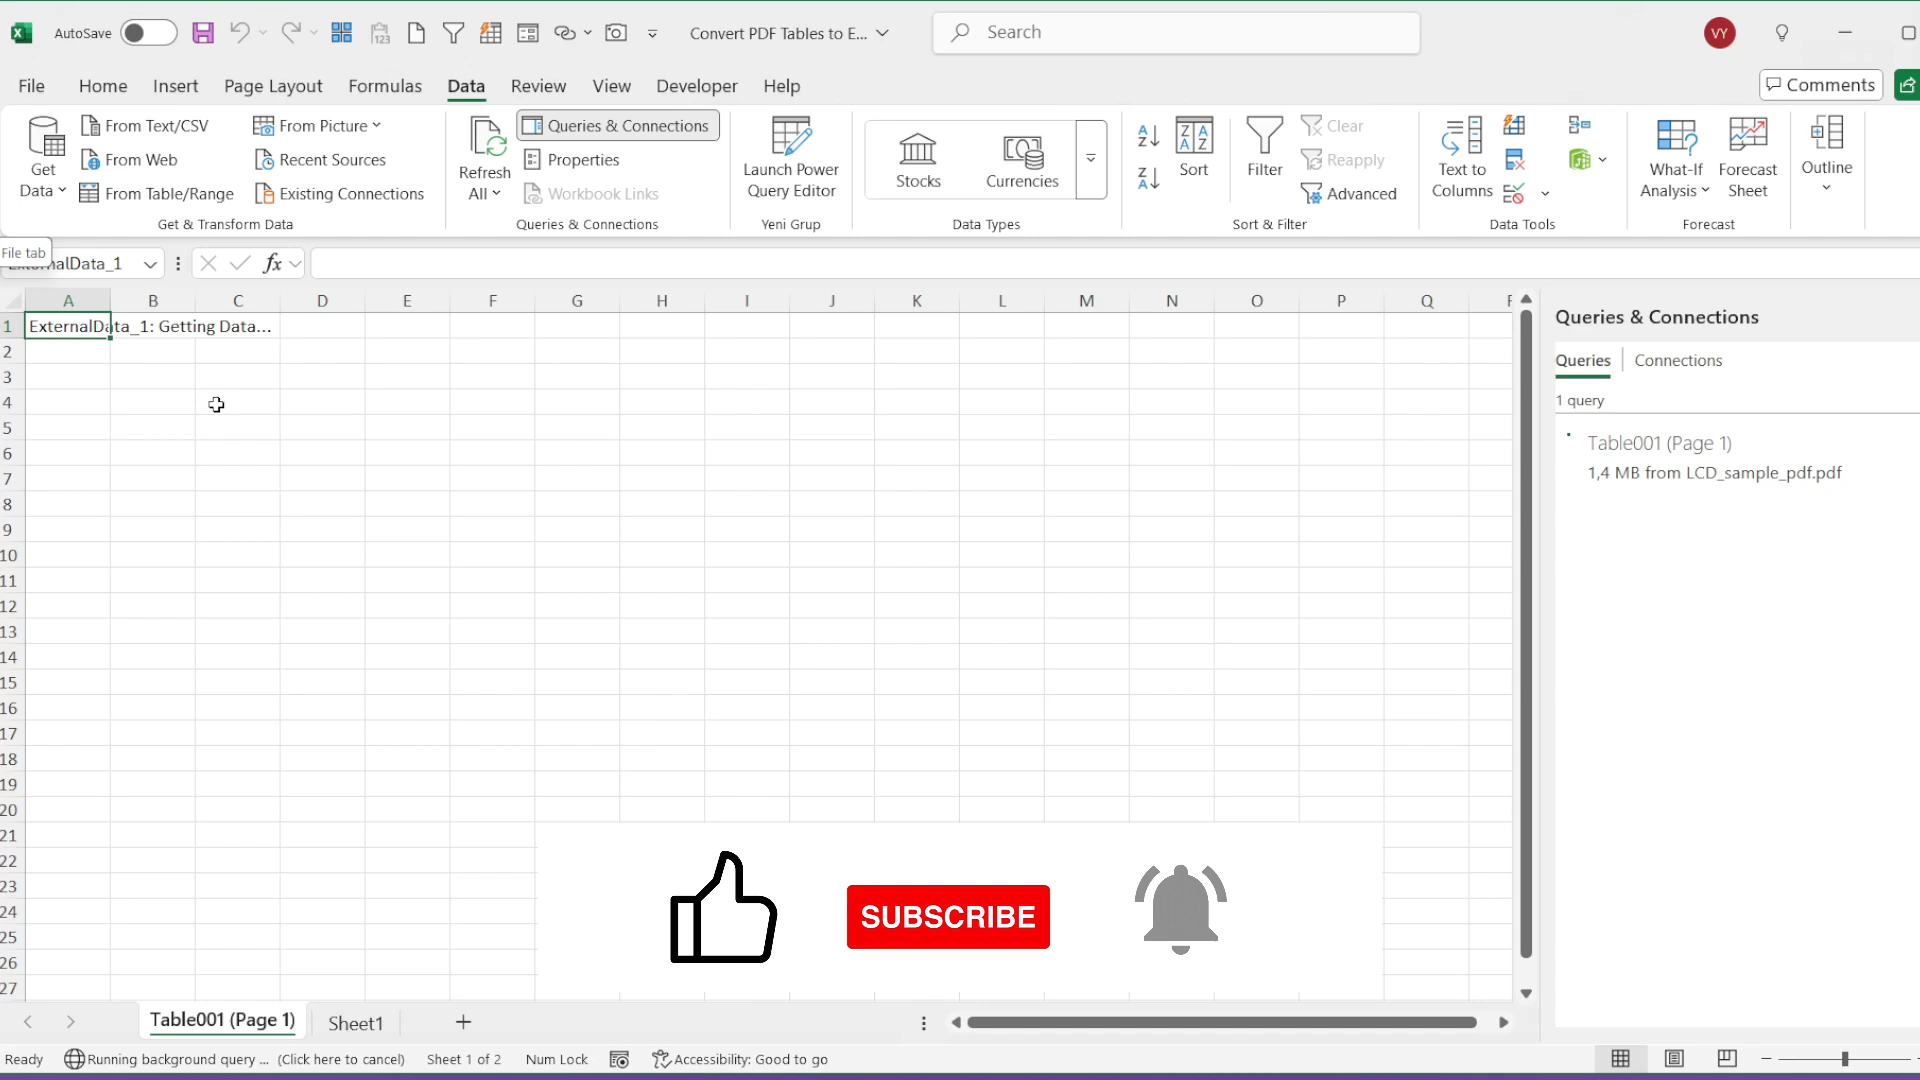 AutoSave
Convert PDF Tables to E...
Search
VY
File
Home
Insert
Page Layout
Formulas
Data
Review
View
Developer
Help
Comments
Get
Data
From Text/CSV
From Web
From Table/Range
From Picture
Recent Sources
Existing Connections
Get & Transform Data
Refresh
All
Queries & Connections
Properties
Workbook Links
Queries & Connections
Launch Power
Query Editor
Yeni Grup
Stocks
Currencies
Data Types
A
Z
Z
A
Z A
A Z
Sort
Filter
Clear
Reapply
Advanced
Sort & Filter
Text to
Columns
Data Tools
What-If
Analysis
Forecast
Sheet
Forecast
Outline
File tab
ExternalData_1
fx
A B C D E F G H I J K L M N O P Q
1 ExternalData_1: Getting Data...
2
3
4
5
6
7
8
9
10
11
12
13
14
15
16
17
18
19
20
21
22
23
24
25
26
27
Queries & Connections
Queries
Connections
1 query
Table001 (Page 1)
1,4 MB from LCD_sample_pdf.pdf
SUBSCRIBE
Table001 (Page 1)
Sheet1
Ready
Running background query ... (Click here to cancel)
Sheet 1 of 2
Num Lock
Accessibility: Good to go